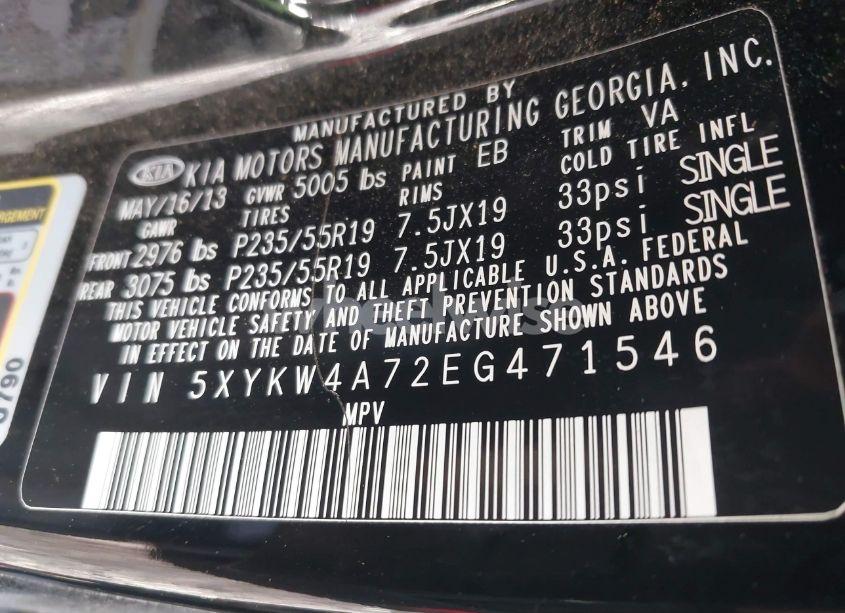 MANUFACTURED BY
KIA KIA MOTORS MANUFACTURING GEORGIA, INC.
MAY/16/13 GVWR 5005 lbs PAINT EB TRIM VA
GAWR TIRES RIMS COLD TIRE INFL
FRONT 2976 lbs P235/55R19 7.5JX19 33psi SINGLE
REAR 3075 lbs P235/55R19 7.5JX19 33psi SINGLE
THIS VEHICLE CONFORMS TO ALL APPLICABLE U.S.A. FEDERAL
MOTOR VEHICLE SAFETY AND THEFT PREVENTION STANDARDS
IN EFFECT ON THE DATE OF MANUFACTURE SHOWN ABOVE
VIN 5XYKW4A72EG471546
MPV
0790